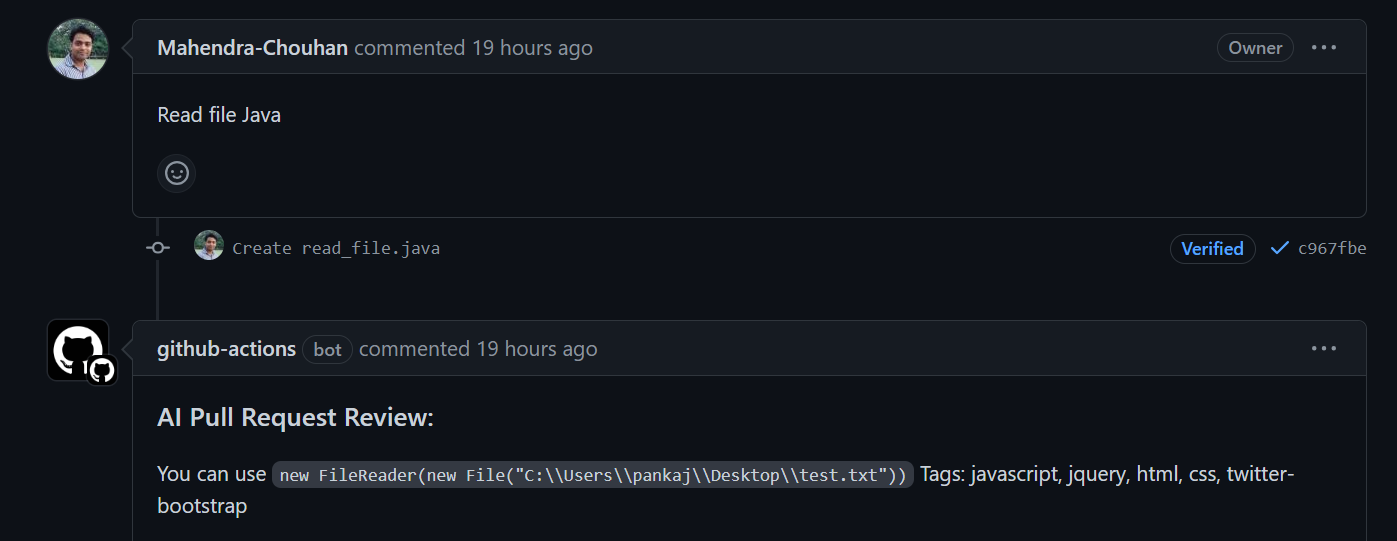 Mahendra-Chouhan commented 19 hours ago Owner
Read file Java
Create read_file.java Verified c967fbe
github-actions bot commented 19 hours ago
AI Pull Request Review:
You can use new FileReader(new File("C:\\Users\\pankaj\\Desktop\\test.txt")) Tags: javascript, jquery, html, css, twitter-
bootstrap